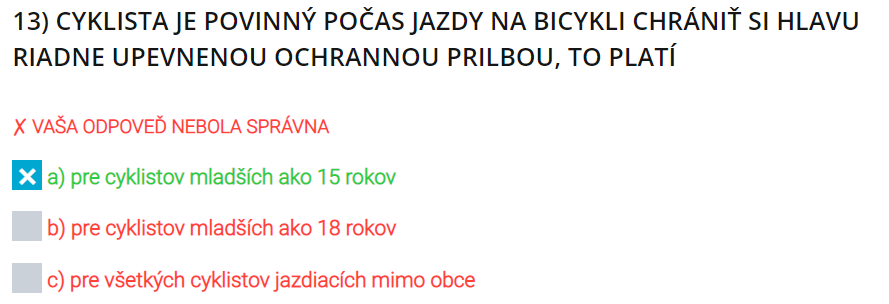 13) CYKLISTA JE POVINNÝ POČAS JAZDY NA BICYKLI CHRÁNIŤ SI HLAVU
RIADNE UPEVNENOU OCHRANNOU PRILBOU, TO PLATÍ
✗ VAŠA ODPOVEĎ NEBOLA SPRÁVNA
a) pre cyklistov mladších ako 15 rokov
b) pre cyklistov mladších ako 18 rokov
c) pre všetkých cyklistov jazdiacích mimo obce